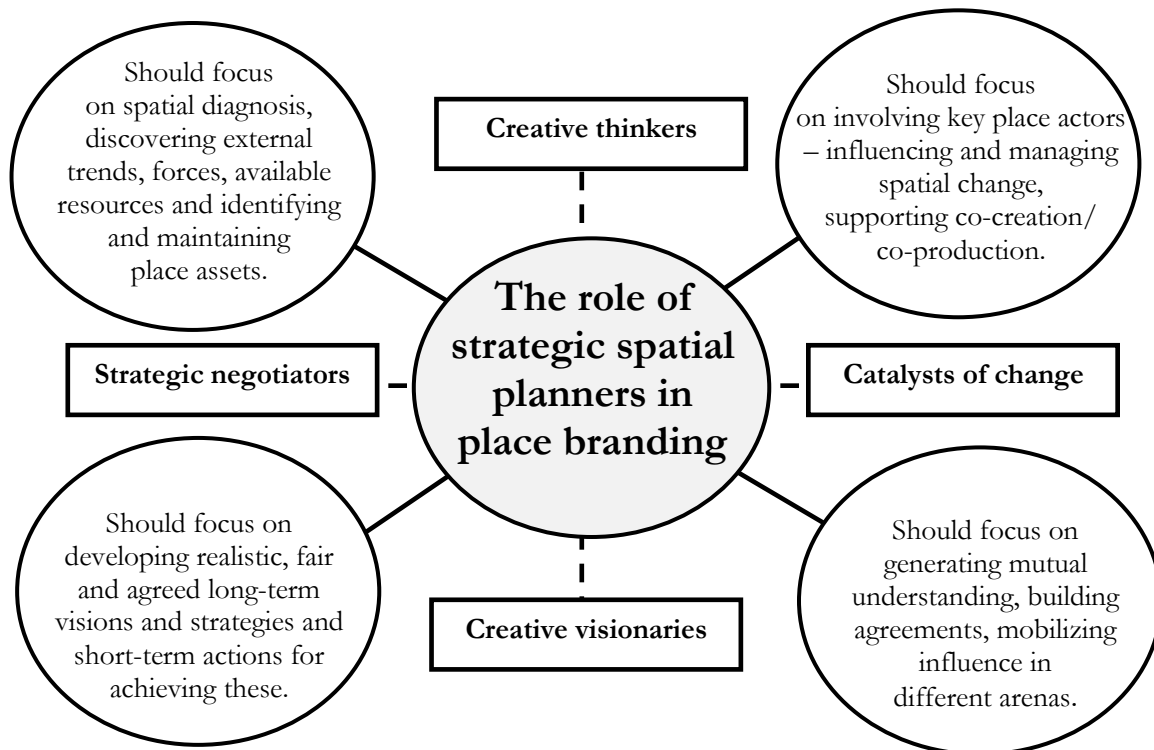 Should focus
on spatial diagnosis,
discovering external
trends, forces, available
resources and identifying
and maintaining
place assets.
Creative thinkers
Should focus
on involving key place actors
– influencing and managing
spatial change,
supporting co-creation/
co-production.
The role of
strategic spatial
planners in
place branding
Strategic negotiators
Catalysts of change
Should focus on
developing realistic, fair
and agreed long-term
visions and strategies and
short-term actions for
achieving these.
Creative visionaries
Should focus on
generating mutual
understanding, building
agreements, mobilizing
influence in
different arenas.